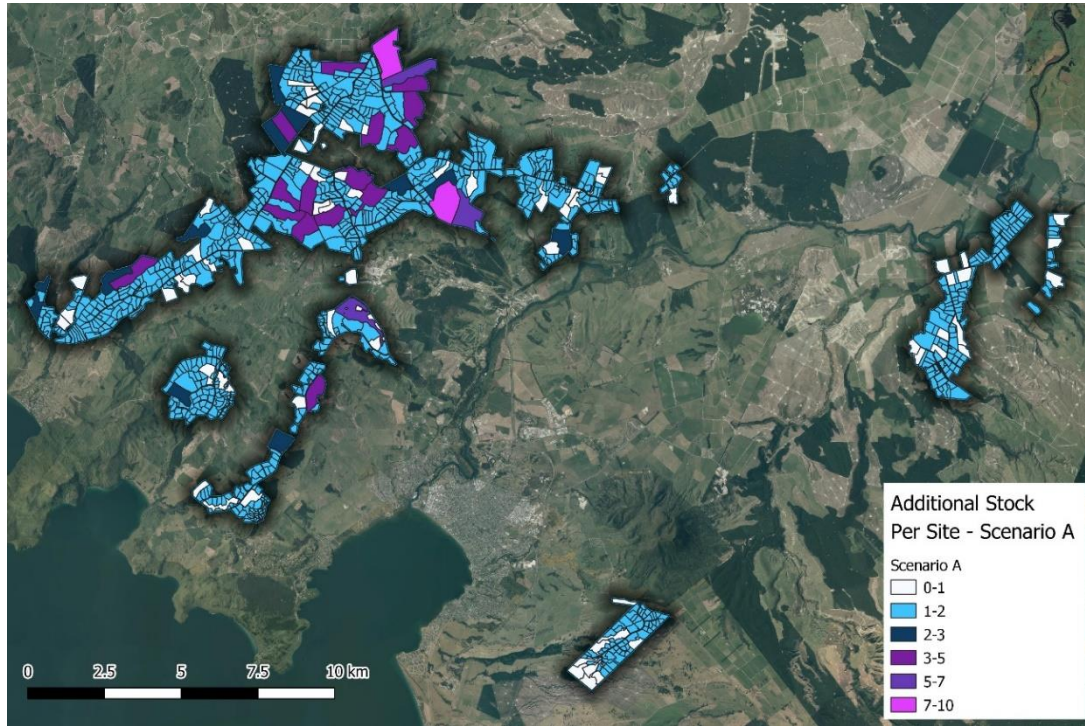 Additional Stock
Per Site - Scenario A
Scenario A
0-1
1-2
2-3
3-5
5-7
7-10
0 2.5 5 7.5 10 km